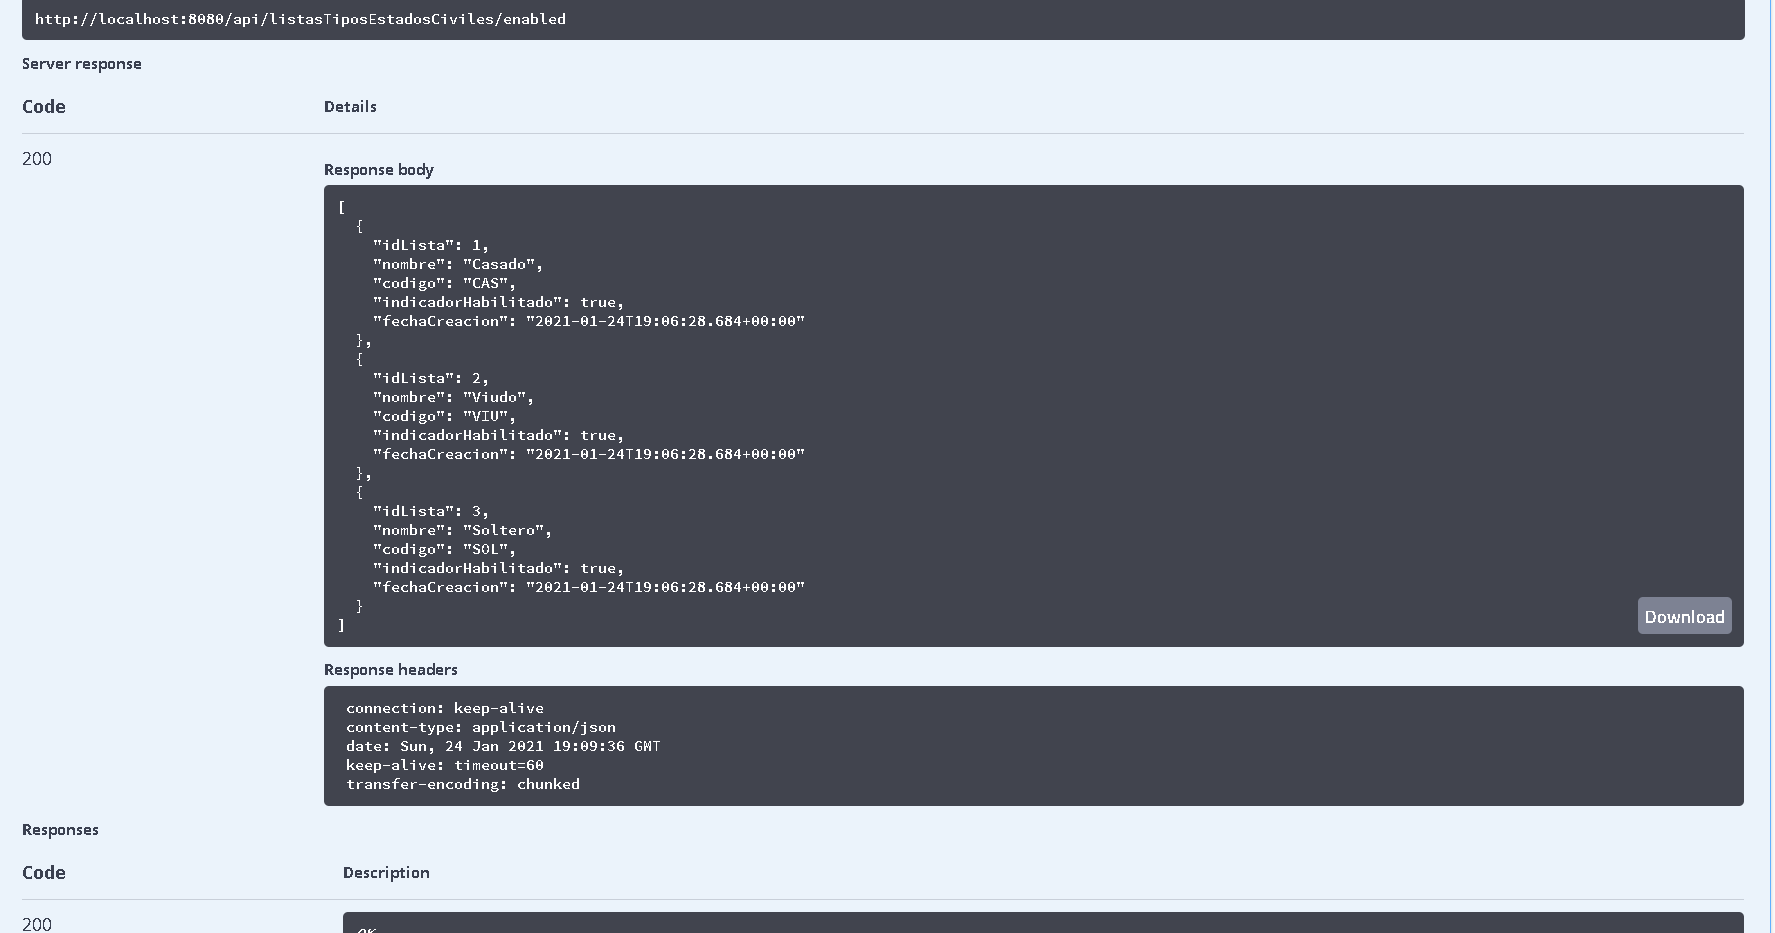 http://localhost:8080/api/listasTiposEstadosCiviles/enabled
Server response
Code Details
200
Response body
[
  {
    "idLista": 1,
    "nombre": "Casado",
    "codigo": "CAS",
    "indicadorHabilitado": true,
    "fechaCreacion": "2021-01-24T19:06:28.684+00:00"
  },
  {
    "idLista": 2,
    "nombre": "Viudo",
    "codigo": "VIU",
    "indicadorHabilitado": true,
    "fechaCreacion": "2021-01-24T19:06:28.684+00:00"
  },
  {
    "idLista": 3,
    "nombre": "Soltero",
    "codigo": "SOL",
    "indicadorHabilitado": true,
    "fechaCreacion": "2021-01-24T19:06:28.684+00:00"
  }
]
Download
Response headers
connection: keep-alive
content-type: application/json
date: Sun, 24 Jan 2021 19:09:36 GMT
keep-alive: timeout=60
transfer-encoding: chunked
Responses
Code Description
200
OK